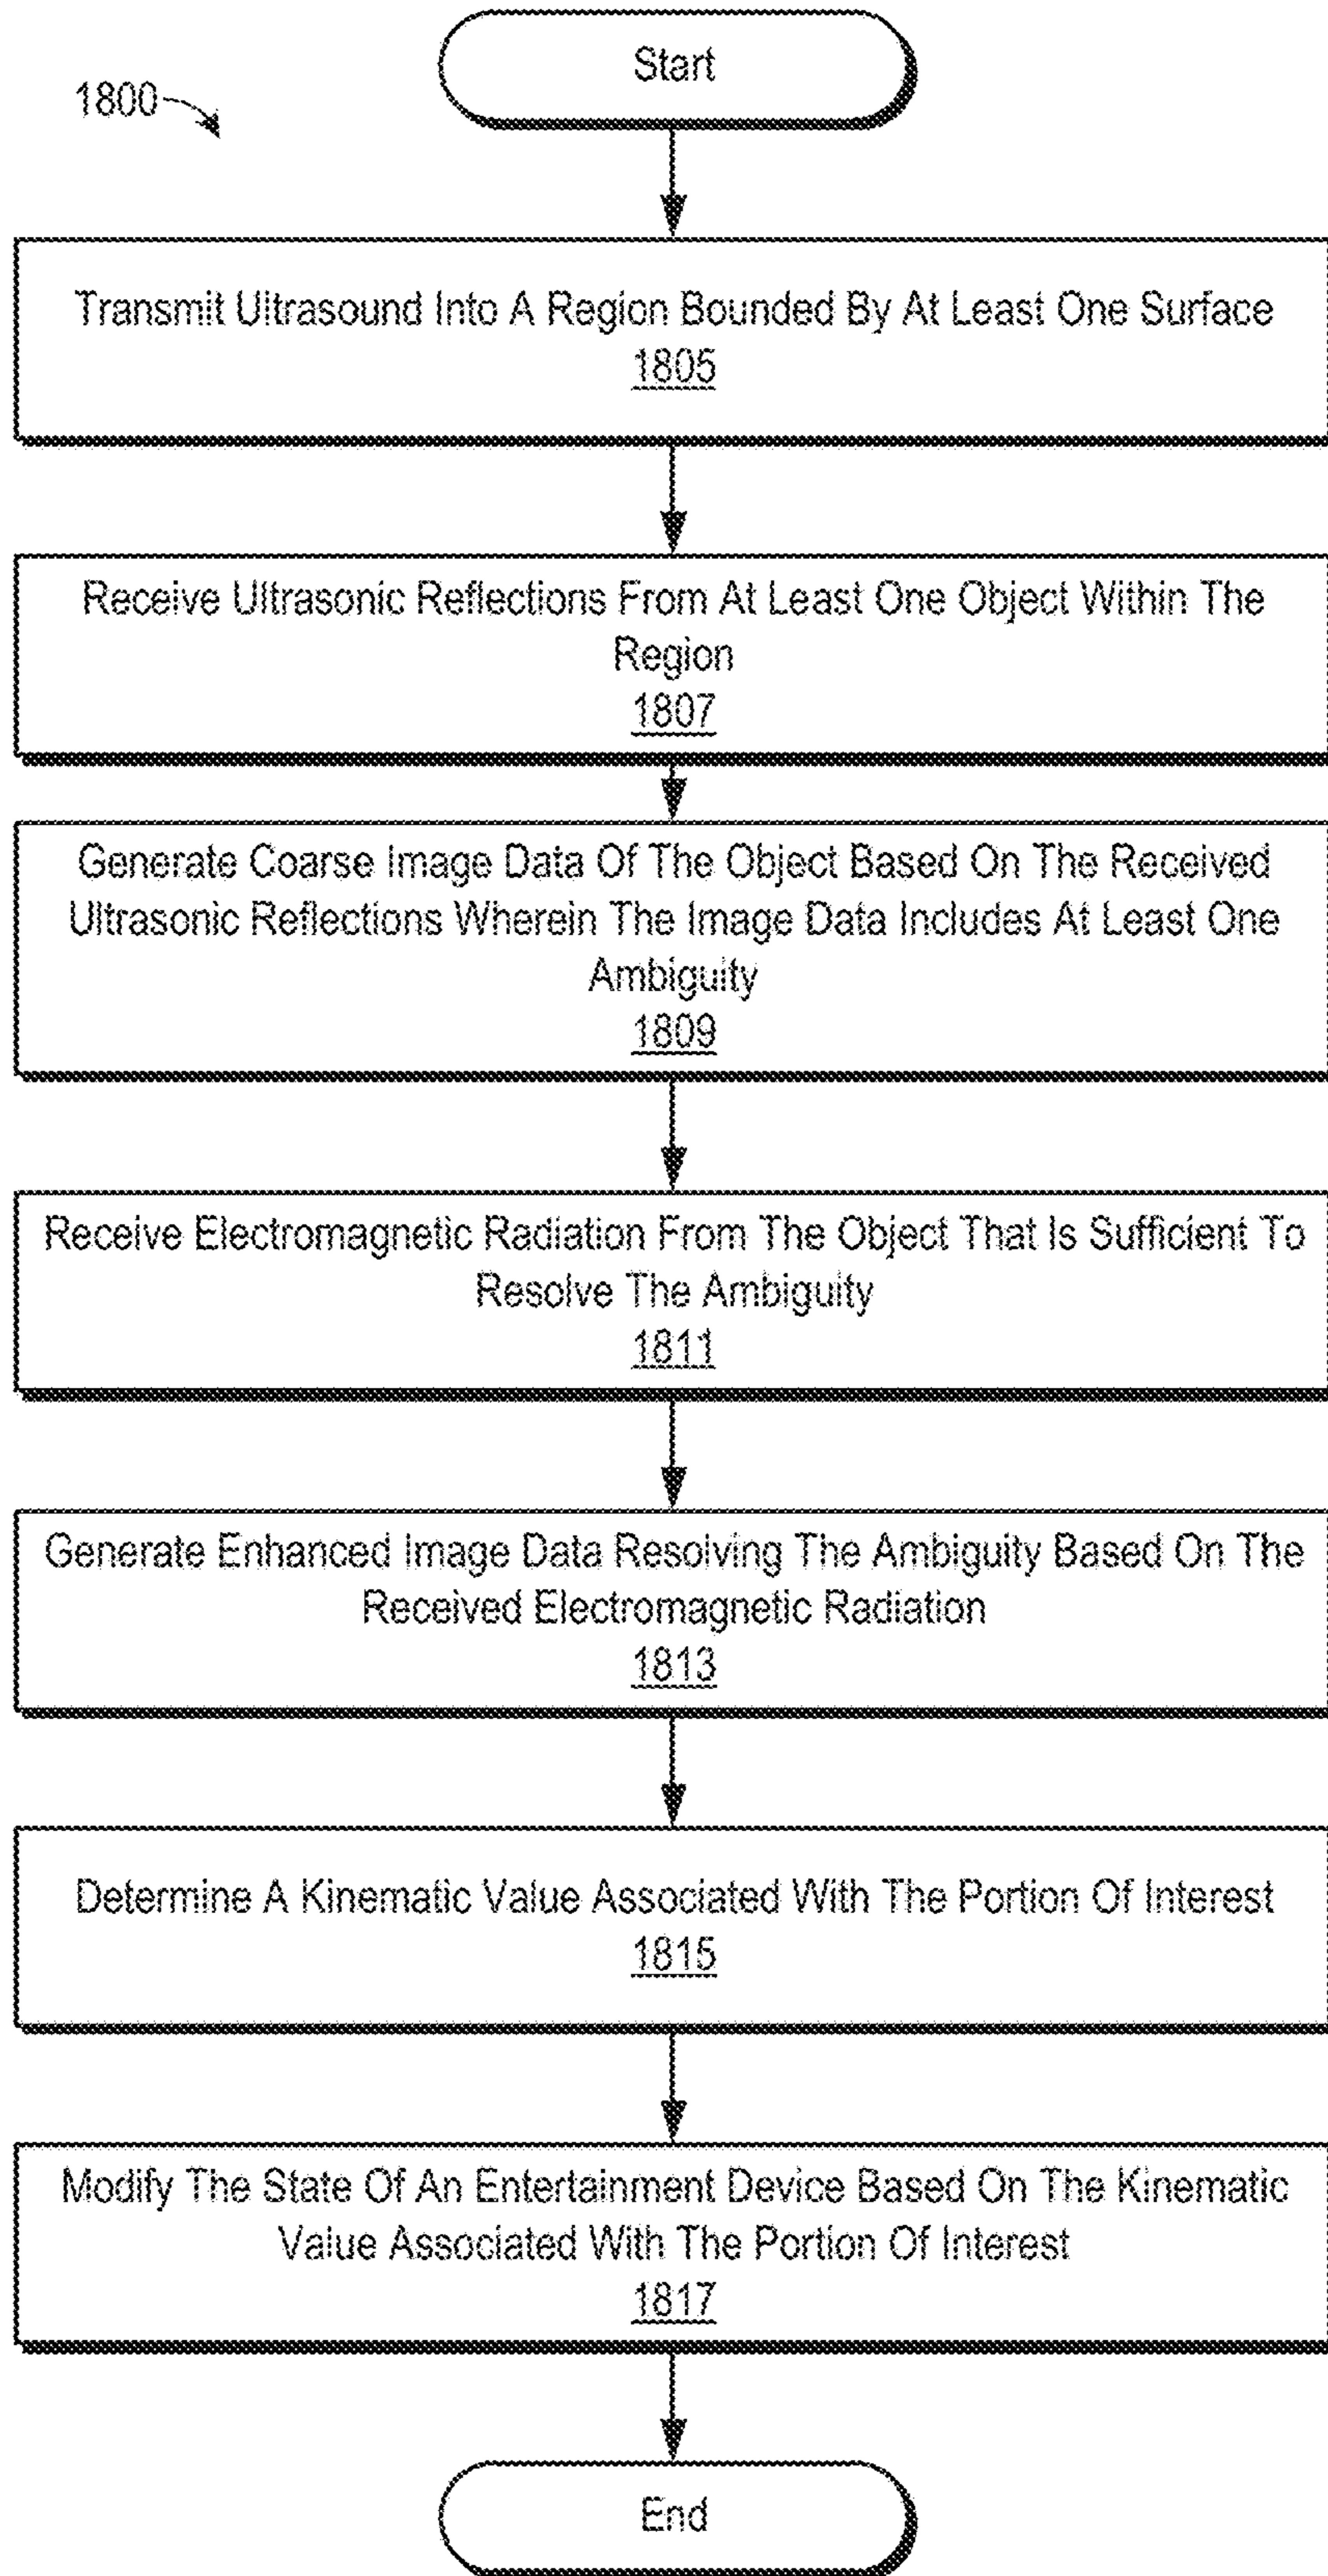 Start
1800
Transmit Ultrasound Into A Region Bounded By At Least One Surface
1805
Receive Ultrasonic Reflections From At Least One Object Within The
Region
1807
Generate Coarse Image Data Of The Object Based On The Received
Ultrasonic Reflections Wherein The Image Data Includes At Least One
Ambiguity
1809
Receive Electromagnetic Radiation From The Object That Is Sufficient To
Resolve The Ambiguity
1811
Generate Enhanced Image Data Resolving The Ambiguity Based On The
Received Electromagnetic Radiation
1813
Determine A Kinematic Value Associated With The Portion Of Interest
1815
Modify The State Of An Entertainment Device Based On The Kinematic
Value Associated With The Portion Of Interest
1817
End